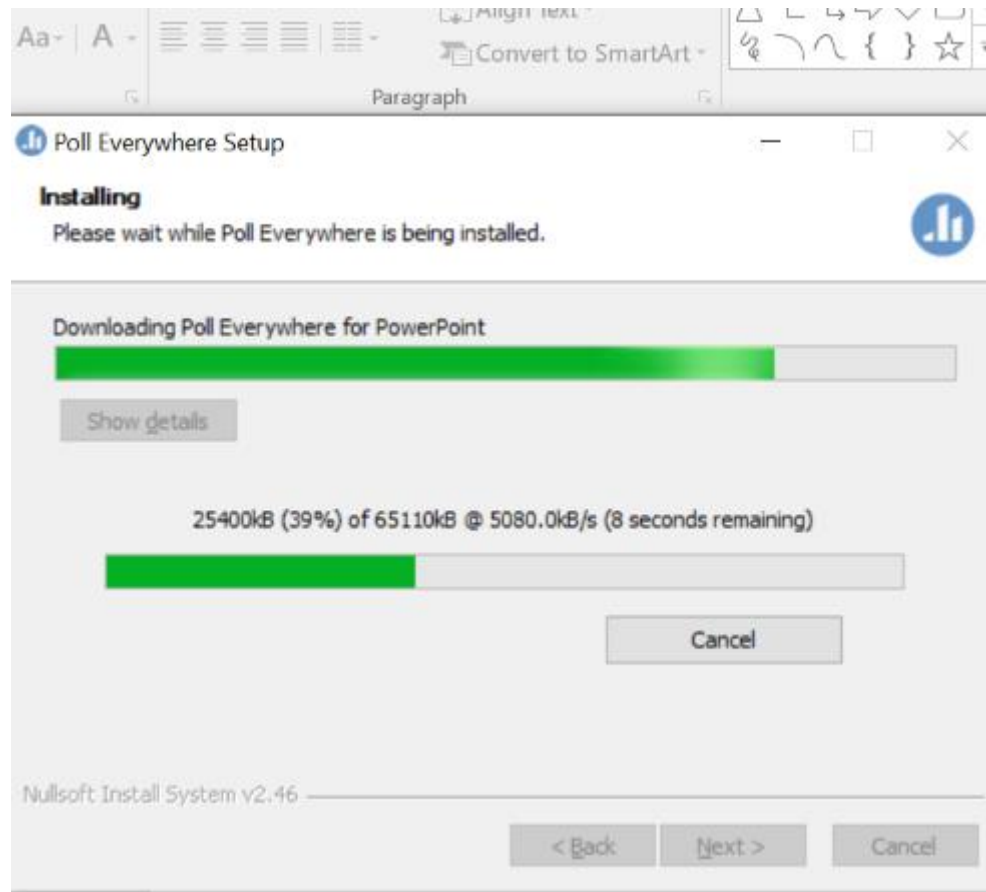 Align Text
Aa A
Convert to SmartArt
Paragraph
Poll Everywhere Setup
Installing
Please wait while Poll Everywhere is being installed.
Downloading Poll Everywhere for PowerPoint
Show details
25400kB (39%) of 65110kB @ 5080.0kB/s (8 seconds remaining)
Cancel
Nullsoft Install System v2.46
< Back Next > Cancel